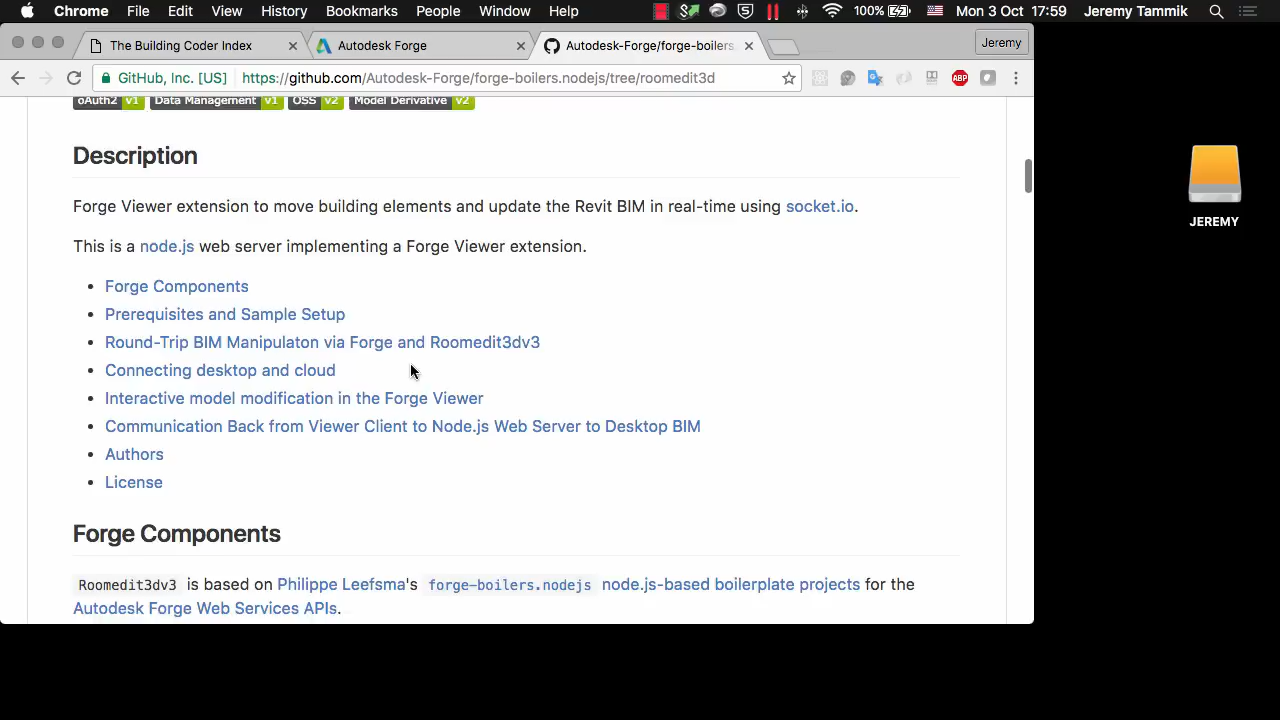 Chrome File Edit View History Bookmarks People Window Help 100% Mon 3 Oct 17:59 Jeremy Tammik
The Building Coder Index Autodesk Forge Autodesk-Forge/forge-boilers. Jeremy
GitHub, Inc. [US] https://github.com/Autodesk-Forge/forge-boilers.nodejs/tree/roomedit3d ABP
oAuth2 v1 Data Management v1 OSS v2 Model Derivative v2
Description
Forge Viewer extension to move building elements and update the Revit BIM in real-time using socket.io.
This is a node.js web server implementing a Forge Viewer extension.
• Forge Components
• Prerequisites and Sample Setup
• Round-Trip BIM Manipulaton via Forge and Roomedit3dv3
• Connecting desktop and cloud
• Interactive model modification in the Forge Viewer
• Communication Back from Viewer Client to Node.js Web Server to Desktop BIM
• Authors
• License
Forge Components
Roomedit3dv3 is based on Philippe Leefsma's forge-boilers.nodejs node.js-based boilerplate projects for the
Autodesk Forge Web Services APIs.
JEREMY